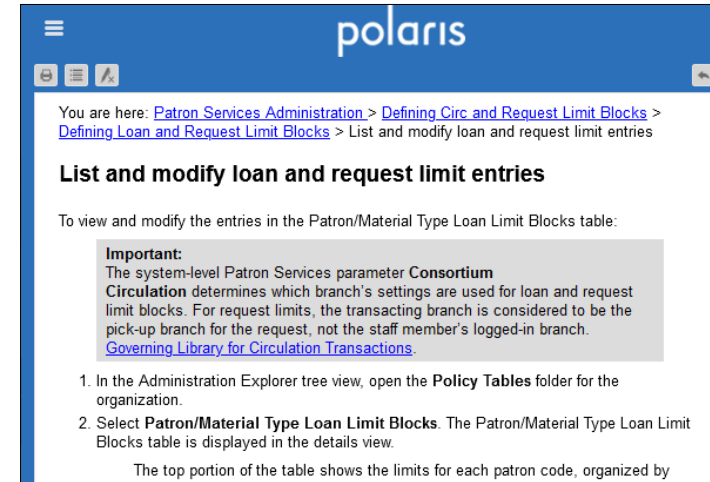 polaris
You are here: Patron Services Administration > Defining Circ and Request Limit Blocks >
Defining Loan and Request Limit Blocks > List and modify loan and request limit entries
List and modify loan and request limit entries
To view and modify the entries in the Patron/Material Type Loan Limit Blocks table:
Important:
The system-level Patron Services parameter Consortium
Circulation determines which branch's settings are used for loan and request
limit blocks. For request limits, the transacting branch is considered to be the
pick-up branch for the request, not the staff member's logged-in branch.
Governing Library for Circulation Transactions.
1. In the Administration Explorer tree view, open the Policy Tables folder for the
organization.
2. Select Patron/Material Type Loan Limit Blocks. The Patron/Material Type Loan Limit
Blocks table is displayed in the details view.
The top portion of the table shows the limits for each patron code, organized by